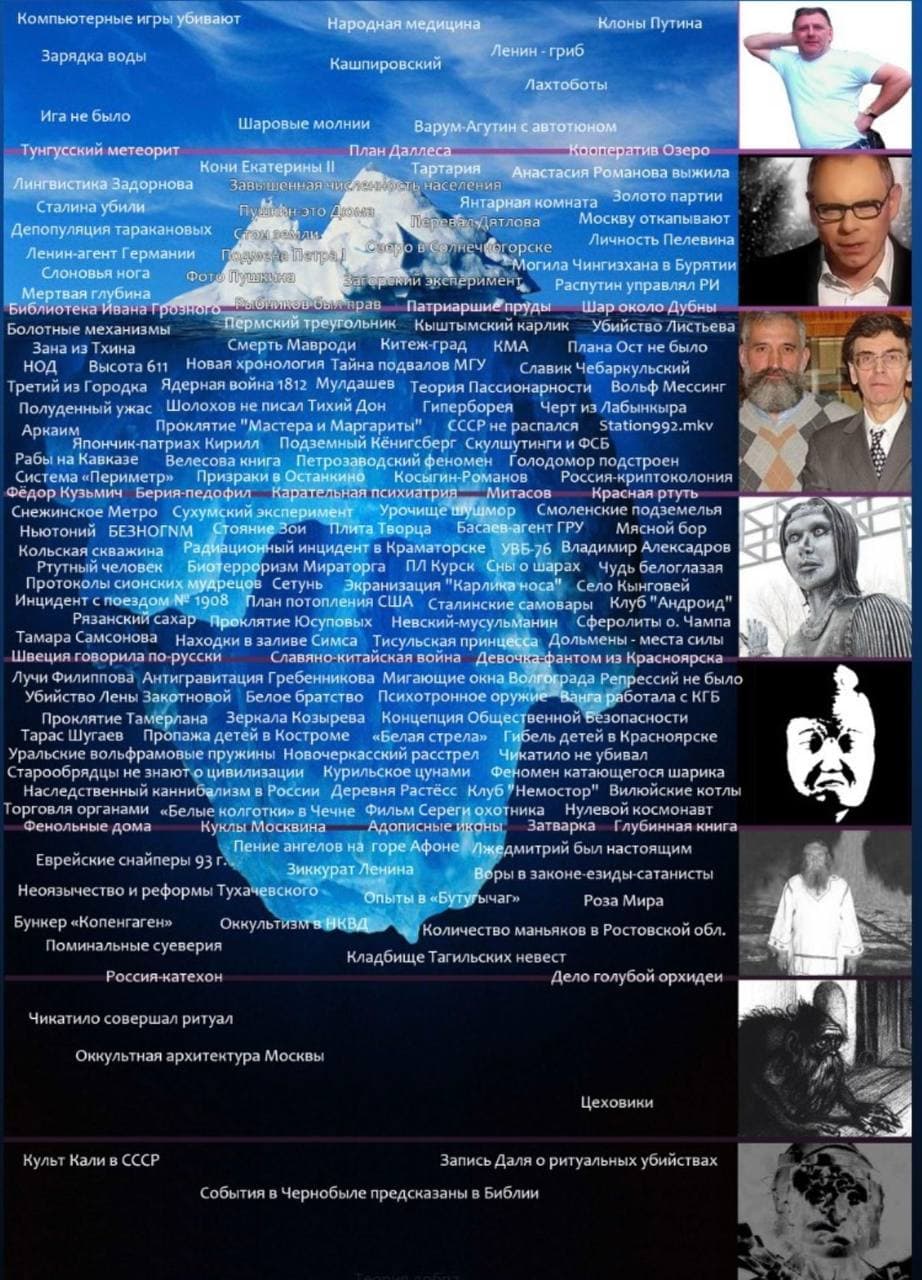 Компьютерные игры убивают Народная медицина Клоны Путина
Зарядка воды Кашпировский Ленин - гриб
Лахтоботы
Ига не было Шаровые молнии Варум-Агутин с автотюном
Тунгусский метеорит План Даллеса Кооператив Озеро
Кони Екатерины II Тартария Анастасия Романова выжила
Лингвистика Задорнова Завышенная численность населения
Сталина убили Пушкин-это Дюма Янтарная комната Золото партии
Депопуляция таракановых Стон земли Перевал Дятлова Москву откапывают
Ленин-агент Германии Подмена Петра I Озеро в Солнечногорске Личность Пелевина
Слоновья нога Фото Пушкина Загорский эксперимент Могила Чингизхана в Бурятии
Мертвая глубина Распутин управлял РИ
Библиотека Ивана Грозного Рыбников был прав Патриаршие пруды Шар около Дубны
Болотные механизмы Пермский треугольник Кыштымский карлик Убийство Листьева
Зана из Тхина Смерть Мавроди Китеж-град КМА Плана Ост не было
НОД Высота 611 Новая хронология Тайна подвалов МГУ Славик Чебаркульский
Третий из Городка Ядерная война 1812 Мулдашев Теория Пассионарности Вольф Мессинг
Полуденный ужас Шолохов не писал Тихий Дон Гиперборея Черт из Лабынкыра
Аркаим Проклятие "Мастера и Маргариты" СССР не распался Station992.mkv
Япончик-патриах Кирилл Подземный Кёнигсберг Скулшутинги и ФСБ
Рабы на Кавказе Велесова книга Петрозаводский феномен Голодомор подстроен
Система «Периметр» Призраки в Останкино Косыгин-Романов Россия-криптоколония
Фёдор Кузьмич Берия-педофил Карательная психиатрия Митасов Красная ртуть
Снежинское Метро Сухумский эксперимент Урочище шушмор Смоленские подземелья
Ньютоний БЕЗНОГNМ Стояние Зои Плита Творца Басаев-агент ГРУ Мясной бор
Кольская скважина Радиационный инцидент в Краматорске УВБ-76 Владимир Алексадров
Ртутный человек Биотерроризм Мираторга ПЛ Курск Сны о шарах Чудь белоглазая
Протоколы сионских мудрецов Сетунь Экранизация "Карлика носа" Село Кынговей
Инцидент с поездом № 1908 План потопления США Сталинские самовары Клуб "Андроид"
Рязанский сахар Проклятие Юсуповых Невский-мусульманин Сферолиты о. Чампа
Тамара Самсонова Находки в заливе Симса Тисульская принцесса Дольмены - места силы
Швеция говорила по-русски Славяно-китайская война Девочка-фантом из Красноярска
Лучи Филиппова Антигравитация Гребенникова Мигающие окна Волгограда Репрессий не было
Убийство Лены Закотновой Белое братство Психотронное оружие Ванга работала с КГБ
Проклятие Тамерлана Зеркала Козырева Концепция Общественной Безопасности
Тарас Шугаев Пропажа детей в Костроме «Белая стрела» Гибель детей в Красноярске
Уральские вольфрамовые пружины Новочеркасский расстрел Чикатило не убивал
Старообрядцы не знают о цивилизации Курильское цунами Феномен катающегося шарика
Наследственный каннибализм в России Деревня Растёсс Клуб "Немостор" Вилюйские котлы
Торговля органами «Белые колготки» в Чечне Фильм Сереги охотника Нулевой космонавт
Фенольные дома Куклы Москвина Адописные иконы Затварка Глубинная книга
Пение ангелов на горе Афоне Лжедмитрий был настоящим
Еврейские снайперы 93 г. Зиккурат Ленина Воры в законе-езиды-сатанисты
Неоязычество и реформы Тухачевского Опыты в «Бутугычаг» Роза Мира
Бункер «Копенгаген» Оккультизм в НКВД Количество маньяков в Ростовской обл.
Поминальные суеверия Кладбище Тагильских невест
Россия-катехон Дело голубой орхидеи
Чикатило совершал ритуал
Оккультная архитектура Москвы
Цеховики
Культ Кали в СССР Запись Даля о ритуальных убийствах
События в Чернобыле предсказаны в Библии